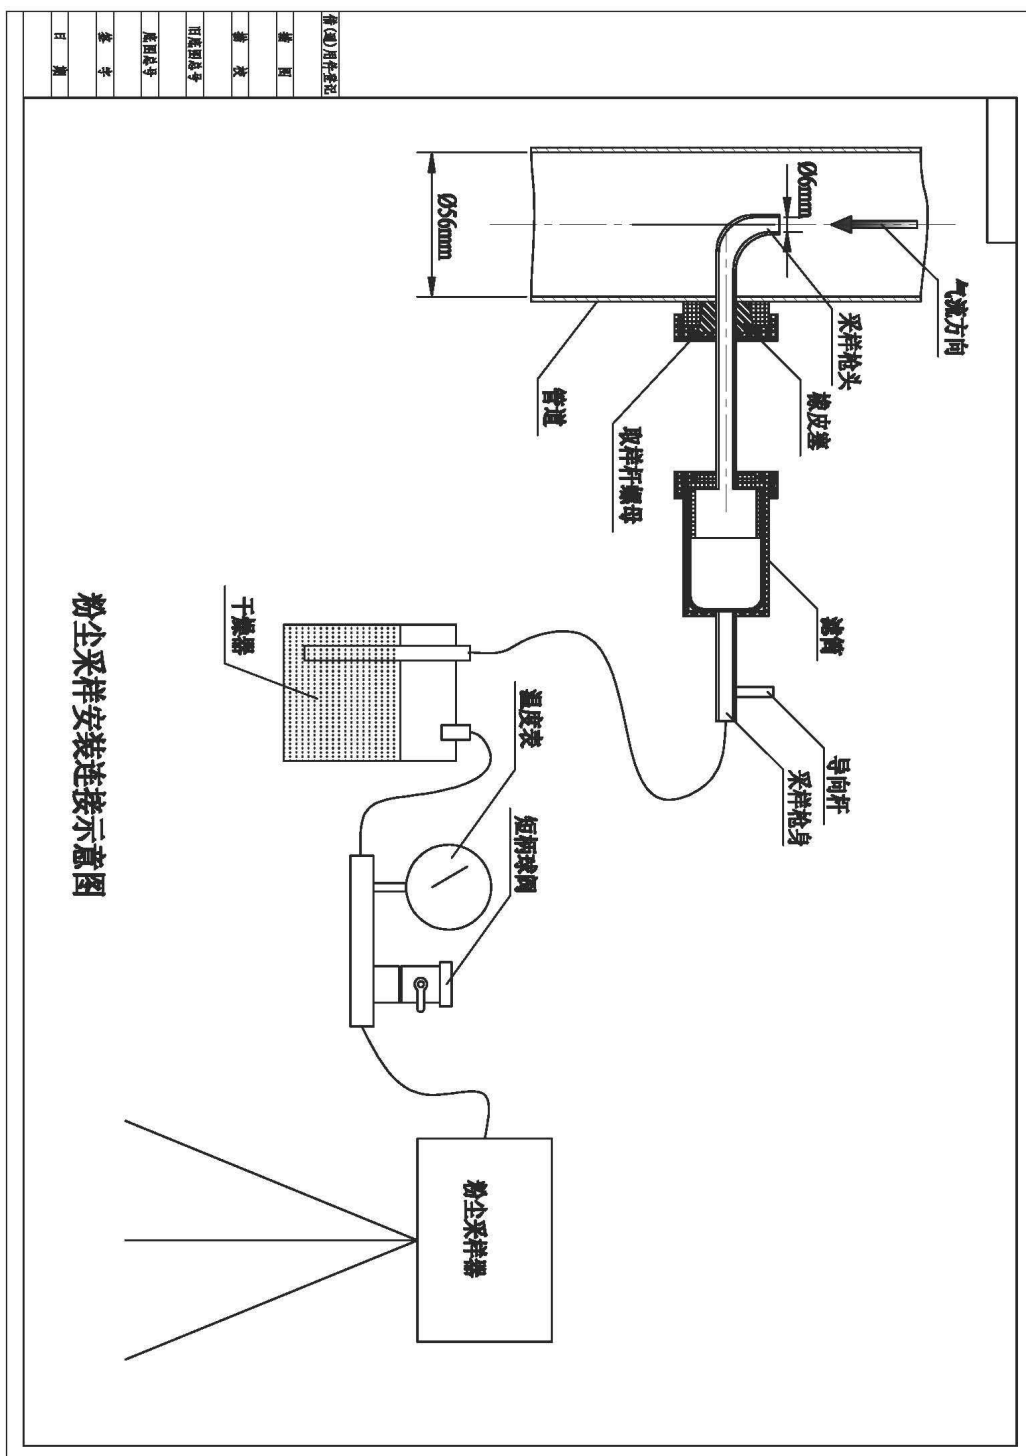 借(通)用件登记
描 图
描 校
旧底图总号
底图总号
签 字
日 期
Ø56mm
Ø6mm
气流方向
采样枪头
橡皮塞
管道
取样杆螺母
滤筒
导向杆
采样枪身
干燥器
温度表
短柄球阀
粉尘采样器
粉尘采样安装连接示意图